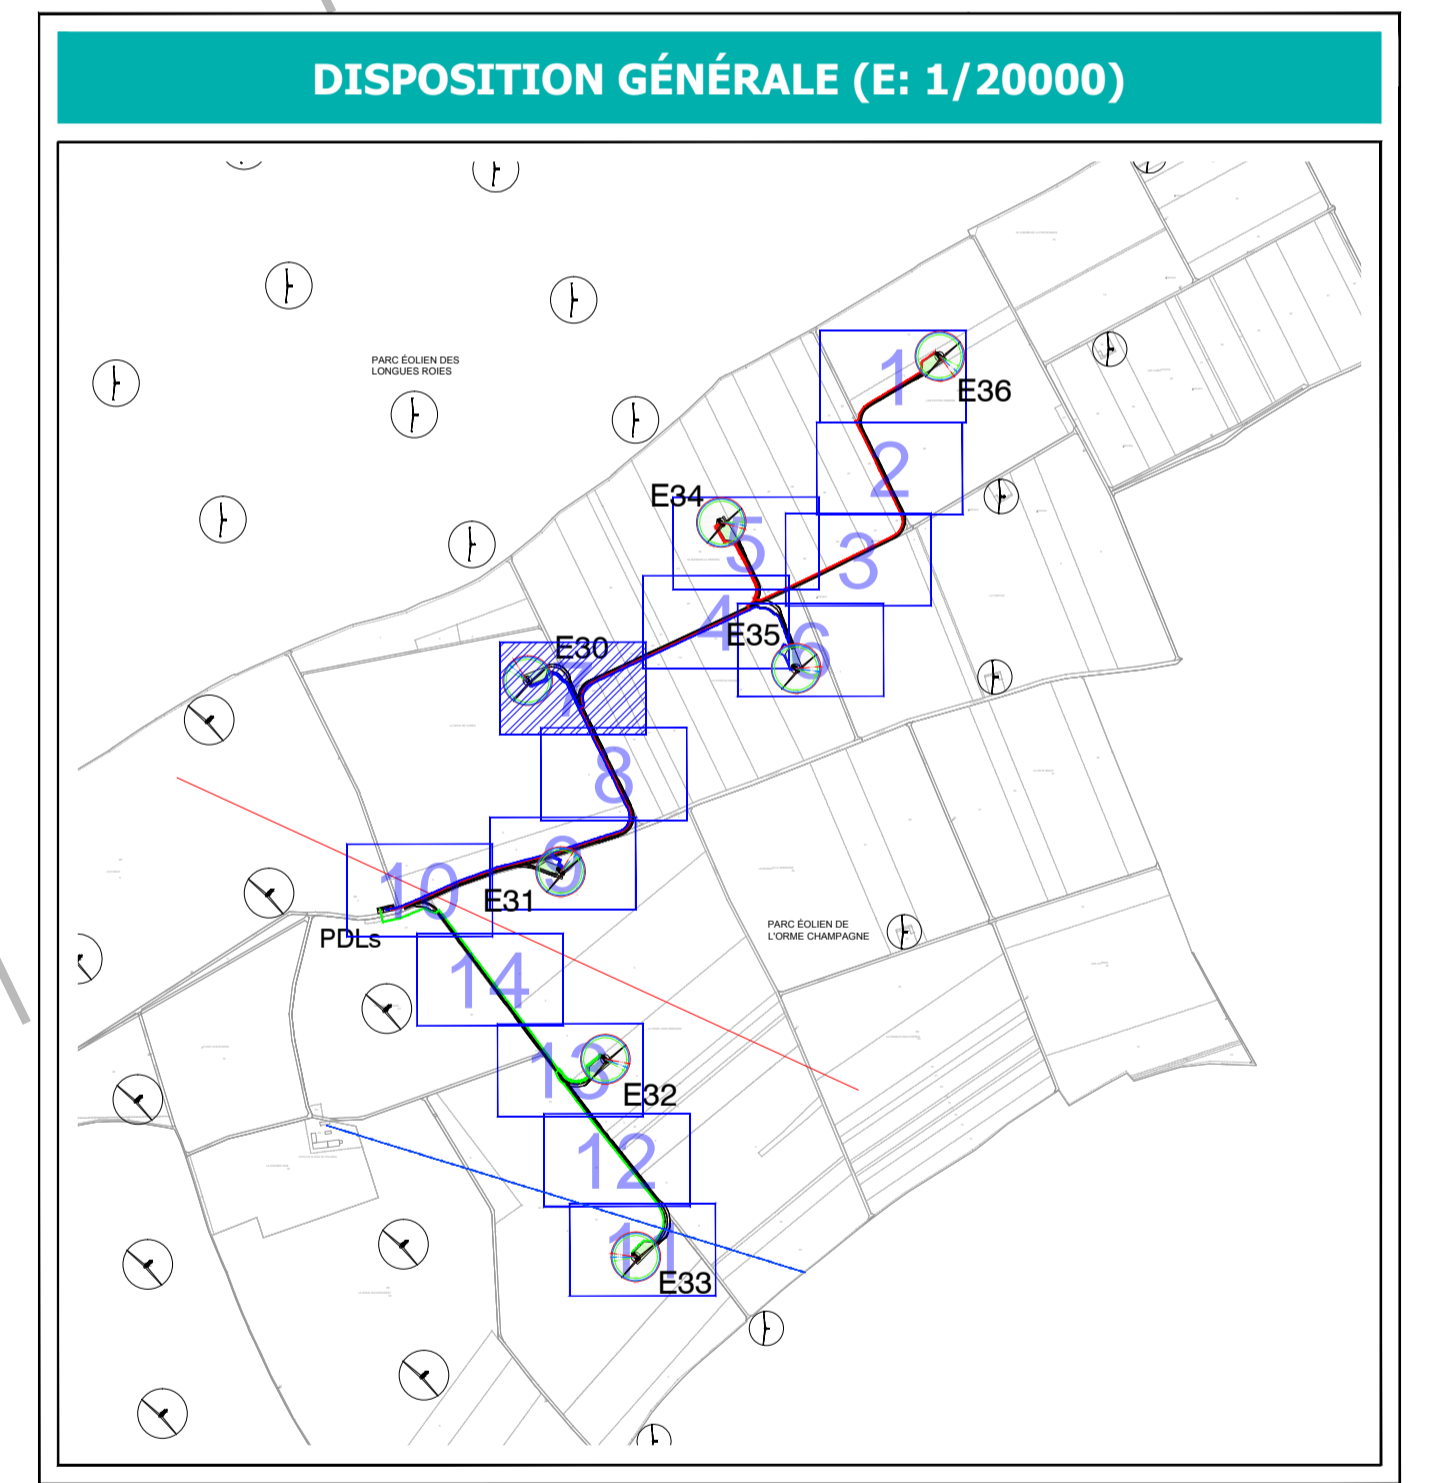 DISPOSITION GÉNÉRALE (E: 1/20000)
PARC ÉOLIEN DES
LONGUES ROIES
1
E36
2
E34
5
3
4
E35
6
E30
7
8
9
10
E31
PDLs
PARC ÉOLIEN DE
L'ORME CHAMPAGNE
14
13
E32
12
11
E33